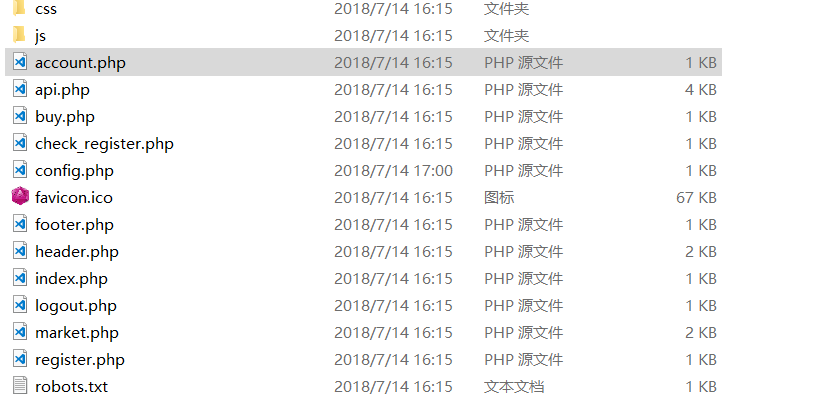 css 2018/7/14 16:15 文件夹
js 2018/7/14 16:15 文件夹
account.php 2018/7/14 16:15 PHP 源文件 1 KB
api.php 2018/7/14 16:15 PHP 源文件 4 KB
buy.php 2018/7/14 16:15 PHP 源文件 1 KB
check_register.php 2018/7/14 16:15 PHP 源文件 1 KB
config.php 2018/7/14 17:00 PHP 源文件 1 KB
favicon.ico 2018/7/14 16:15 图标 67 KB
footer.php 2018/7/14 16:15 PHP 源文件 1 KB
header.php 2018/7/14 16:15 PHP 源文件 2 KB
index.php 2018/7/14 16:15 PHP 源文件 1 KB
logout.php 2018/7/14 16:15 PHP 源文件 1 KB
market.php 2018/7/14 16:15 PHP 源文件 2 KB
register.php 2018/7/14 16:15 PHP 源文件 1 KB
robots.txt 2018/7/14 16:15 文本文档 1 KB